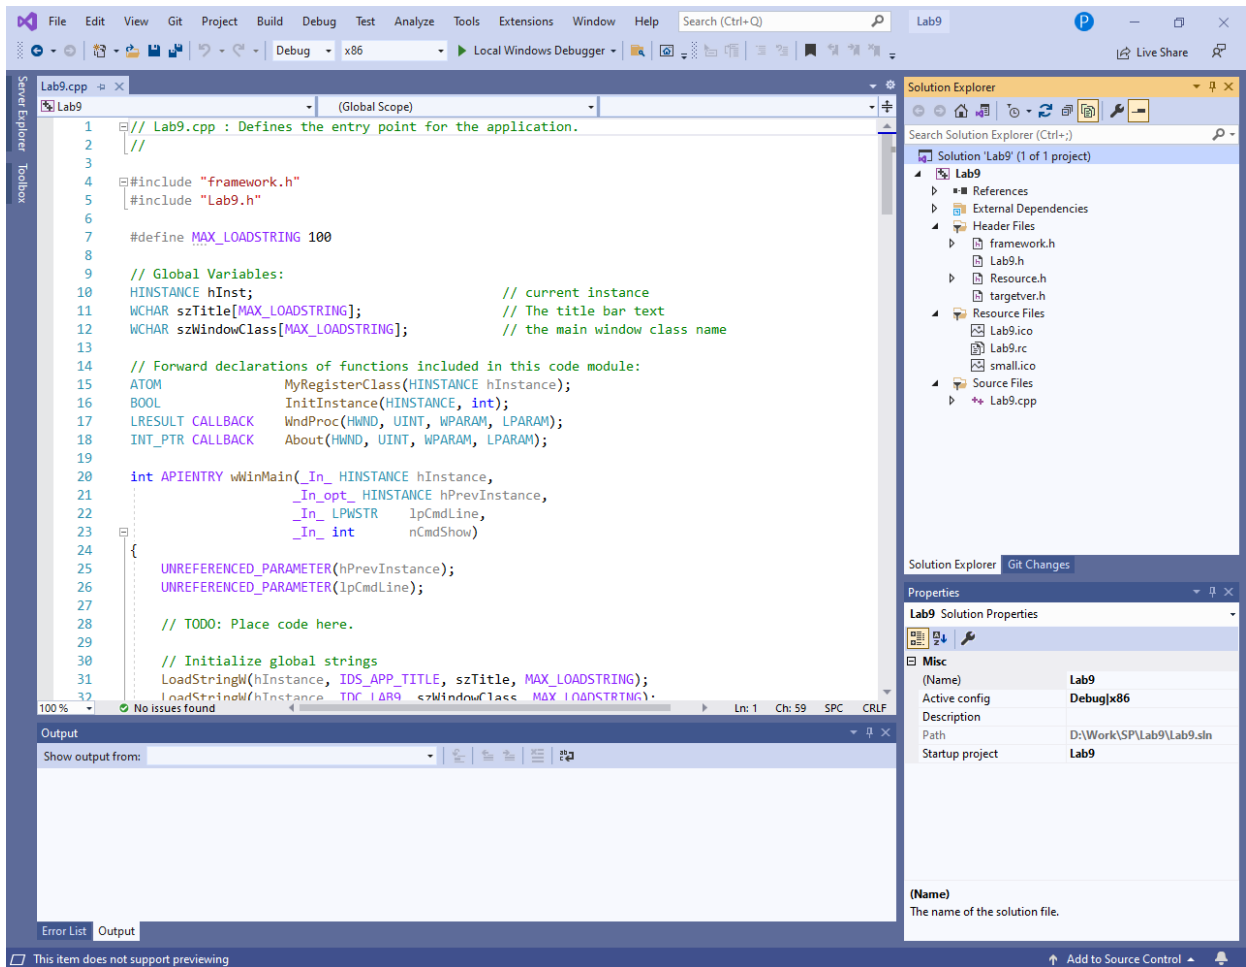 File Edit View Git Project Build Debug Test Analyze Tools Extensions Window Help Search (Ctrl+Q) Lab9 P
Debug x86 Local Windows Debugger Live Share
Server Explorer
Toolbox
Lab9.cpp
Lab9 (Global Scope)
1 // Lab9.cpp : Defines the entry point for the application.
2 //
3
4 #include "framework.h"
5 #include "Lab9.h"
6
7 #define MAX_LOADSTRING 100
8
9 // Global Variables:
10 HINSTANCE hInst; // current instance
11 WCHAR szTitle[MAX_LOADSTRING]; // The title bar text
12 WCHAR szWindowClass[MAX_LOADSTRING]; // the main window class name
13
14 // Forward declarations of functions included in this code module:
15 ATOM MyRegisterClass(HINSTANCE hInstance);
16 BOOL InitInstance(HINSTANCE, int);
17 LRESULT CALLBACK WndProc(HWND, UINT, WPARAM, LPARAM);
18 INT_PTR CALLBACK About(HWND, UINT, WPARAM, LPARAM);
19
20 int APIENTRY wWinMain(_In_ HINSTANCE hInstance,
21 _In_opt_ HINSTANCE hPrevInstance,
22 _In_ LPWSTR lpCmdLine,
23 _In_ int nCmdShow)
24 {
25 UNREFERENCED_PARAMETER(hPrevInstance);
26 UNREFERENCED_PARAMETER(lpCmdLine);
27
28 // TODO: Place code here.
29
30 // Initialize global strings
31 LoadStringW(hInstance, IDS_APP_TITLE, szTitle, MAX_LOADSTRING);
32 LoadStringW(hInstance, IDC_LAB9, szWindowClass, MAX_LOADSTRING);
100 % No issues found Ln: 1 Ch: 59 SPC CRLF
Output
Show output from:
Error List Output
Solution Explorer
Search Solution Explorer (Ctrl+;)
Solution 'Lab9' (1 of 1 project)
Lab9
References
External Dependencies
Header Files
framework.h
Lab9.h
Resource.h
targetver.h
Resource Files
Lab9.ico
Lab9.rc
small.ico
Source Files
Lab9.cpp
Solution Explorer Git Changes
Properties
Lab9 Solution Properties
Misc
(Name) Lab9
Active config Debug|x86
Description
Path D:\Work\SP\Lab9\Lab9.sln
Startup project Lab9
(Name)
The name of the solution file.
This item does not support previewing Add to Source Control